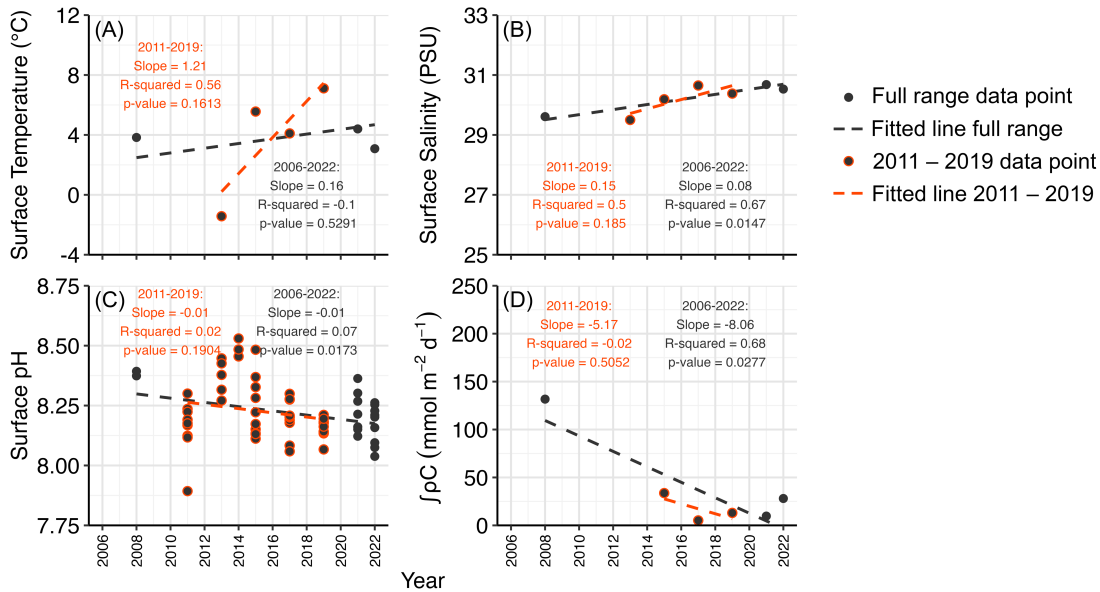 (A)
12
8
4
0
-4
Surface Temperature (°C)
2011-2019:
Slope = 1.21
R-squared = 0.56
p-value = 0.1613
2006-2022:
Slope = 0.16
R-squared = -0.1
p-value = 0.5291
(B)
33
31
29
27
25
Surface Salinity (PSU)
2011-2019:
Slope = 0.15
R-squared = 0.5
p-value = 0.185
2006-2022:
Slope = 0.08
R-squared = 0.67
p-value = 0.0147
Full range data point
Fitted line full range
2011 – 2019 data point
Fitted line 2011 – 2019
(C)
8.75
8.50
8.25
8.00
7.75
Surface pH
2011-2019:
Slope = -0.01
R-squared = 0.02
p-value = 0.1904
2006-2022:
Slope = -0.01
R-squared = 0.07
p-value = 0.0173
2006 2008 2010 2012 2014 2016 2018 2020 2022
(D)
250
200
150
100
50
0
∫ρC (mmol m⁻² d⁻¹)
2011-2019:
Slope = -5.17
R-squared = -0.02
p-value = 0.5052
2006-2022:
Slope = -8.06
R-squared = 0.68
p-value = 0.0277
2006 2008 2010 2012 2014 2016 2018 2020 2022
Year